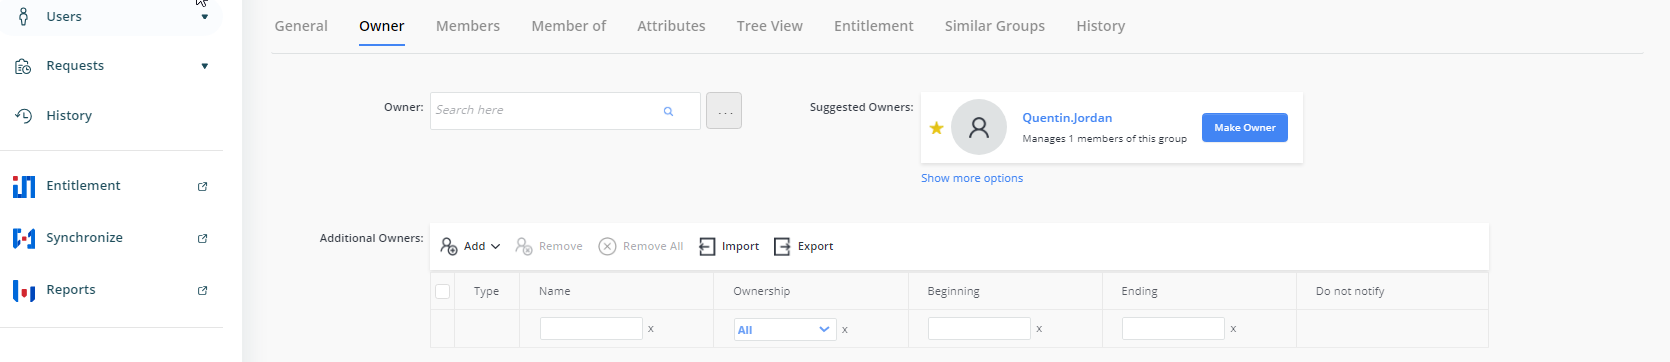 Users
Requests
History
Entitlement
Synchronize
Reports
General Owner Members Member of Attributes Tree View Entitlement Similar Groups History
Owner: Search here ...
Suggested Owners:
Quentin.Jordan
Manages 1 members of this group
Make Owner
Show more options
Additional Owners:
Add Remove Remove All Import Export
Type Name Ownership Beginning Ending Do not notify
x All x x x